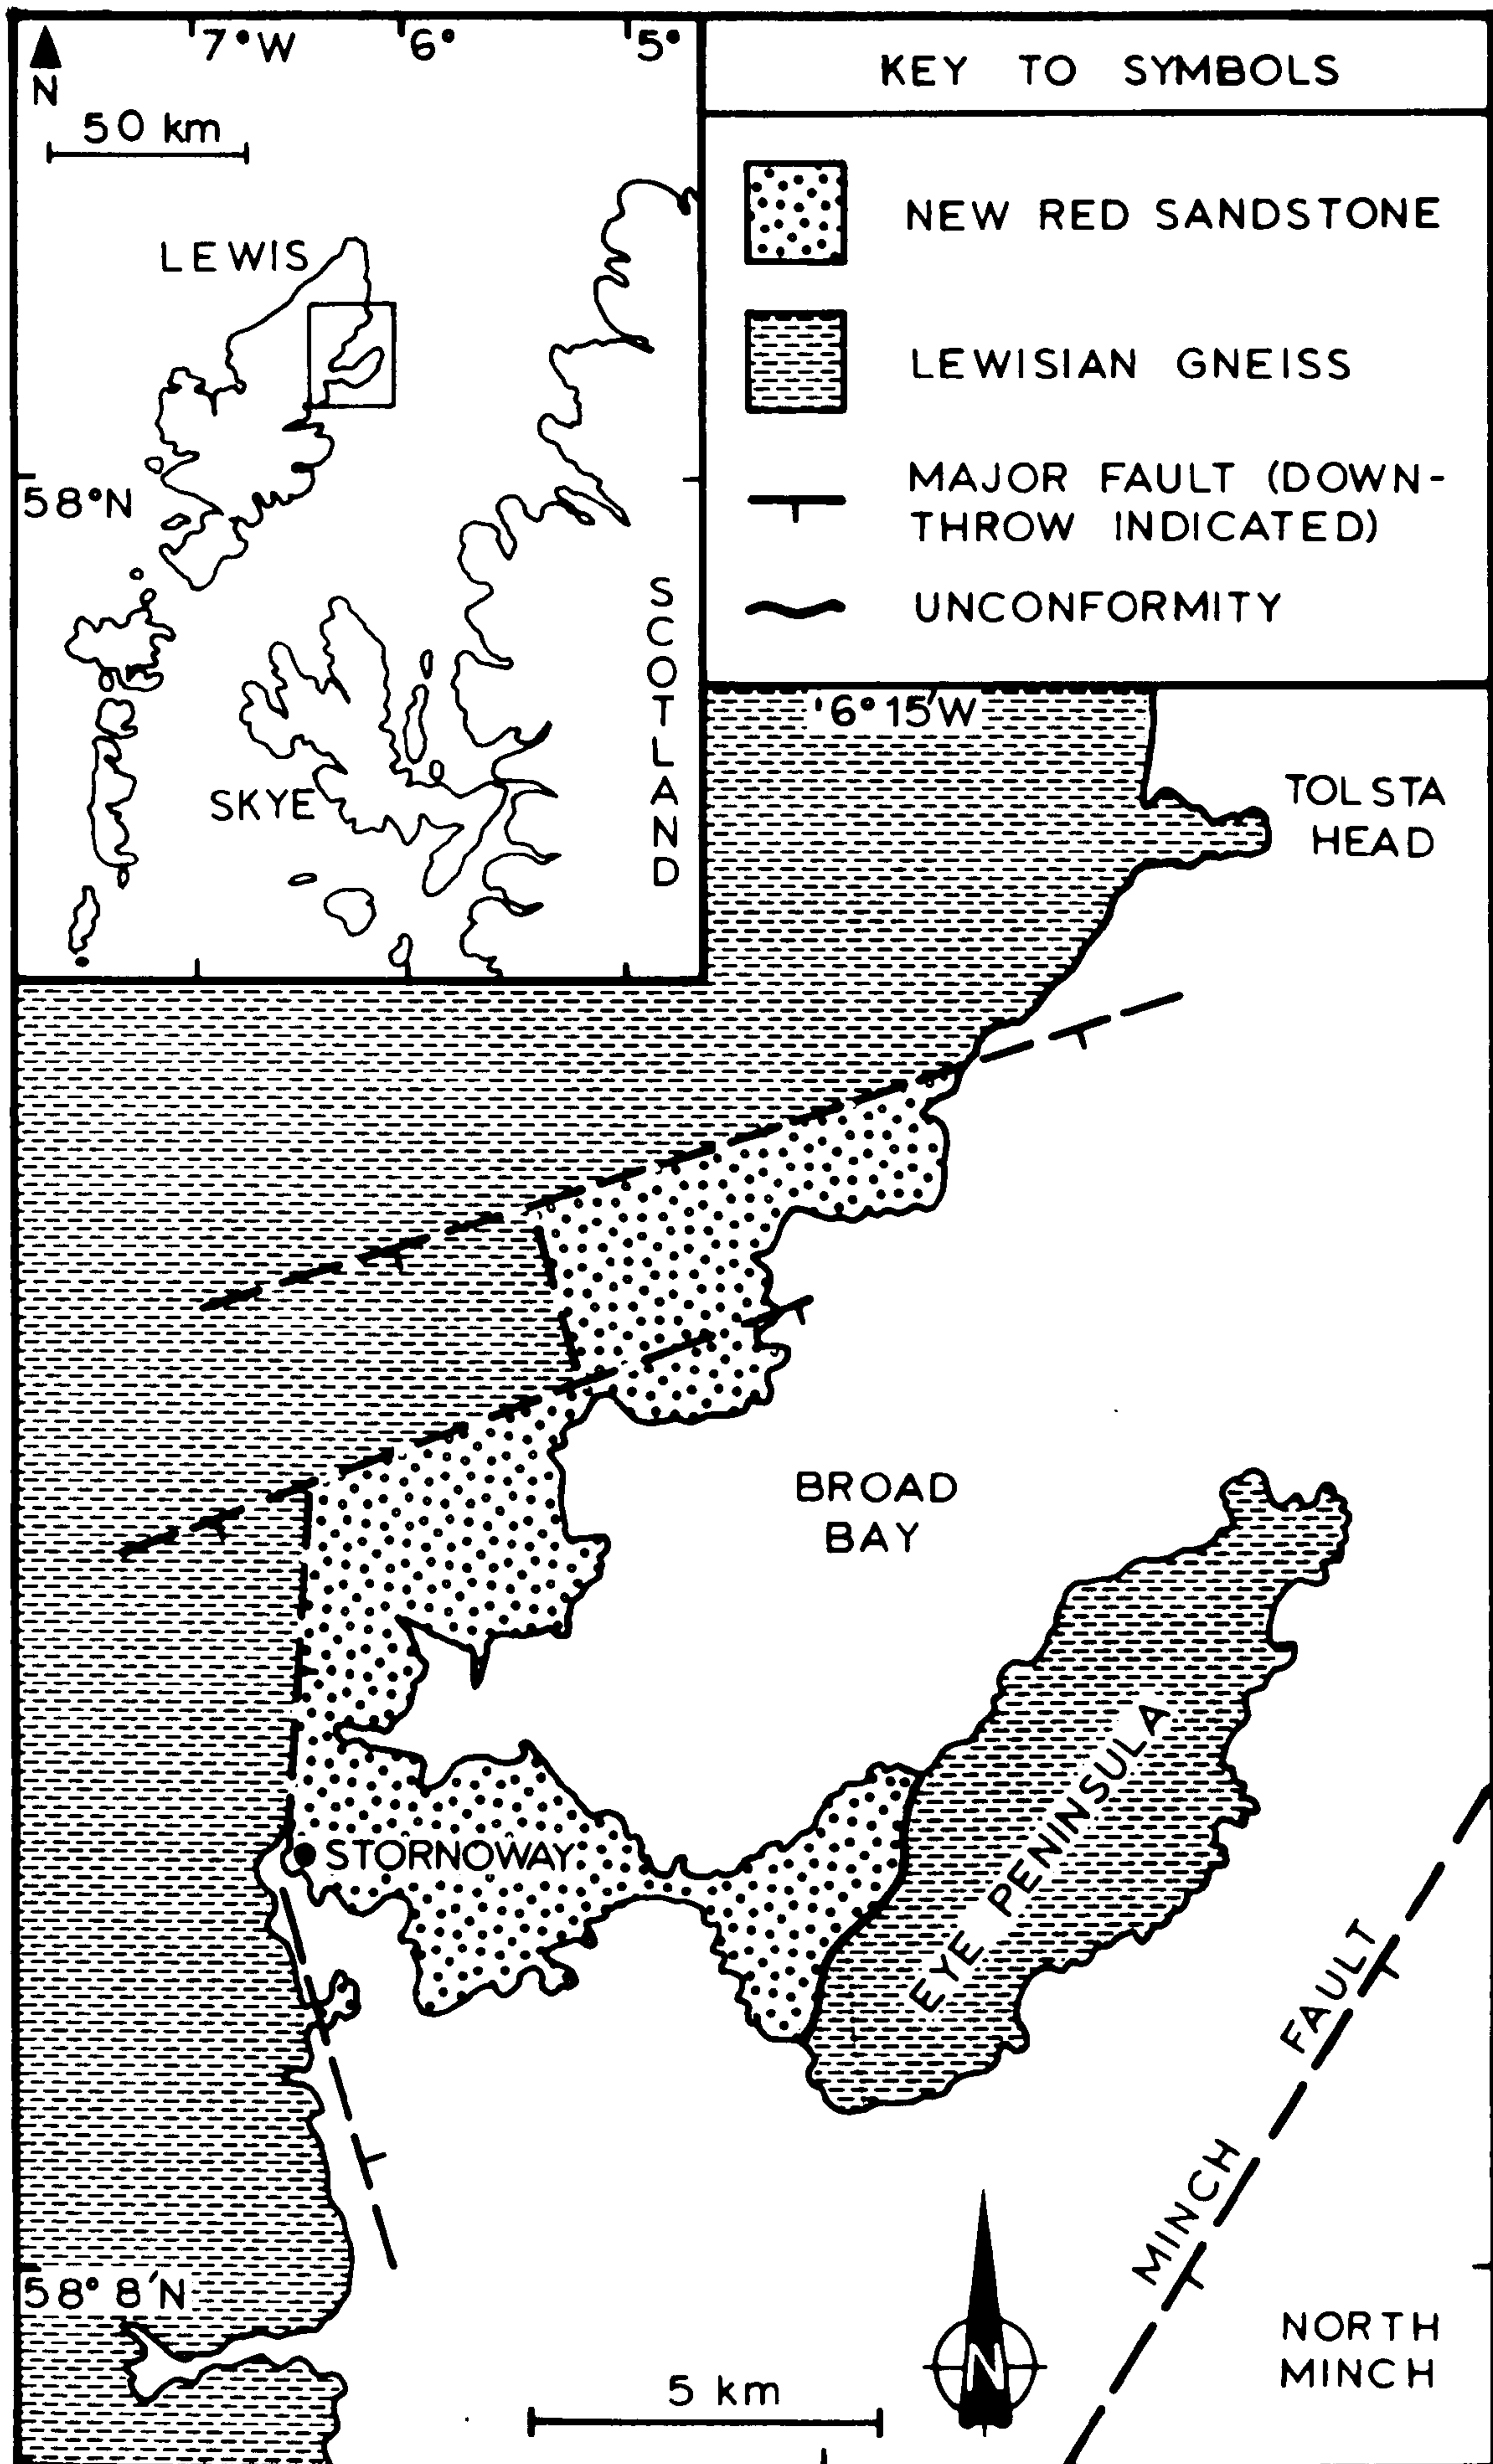 7°W
6°
5°
N
50 km
LEWIS
58°N
SKYE
SCOTLAND
KEY TO SYMBOLS
NEW RED SANDSTONE
LEWISIAN GNEISS
MAJOR FAULT (DOWN-
THROW INDICATED)
UNCONFORMITY
6°15'W
TOLSTA
HEAD
BROAD
BAY
EYE PENINSULA
STORNOWAY
MINCH FAULT
58°8'N
5 km
N
NORTH
MINCH